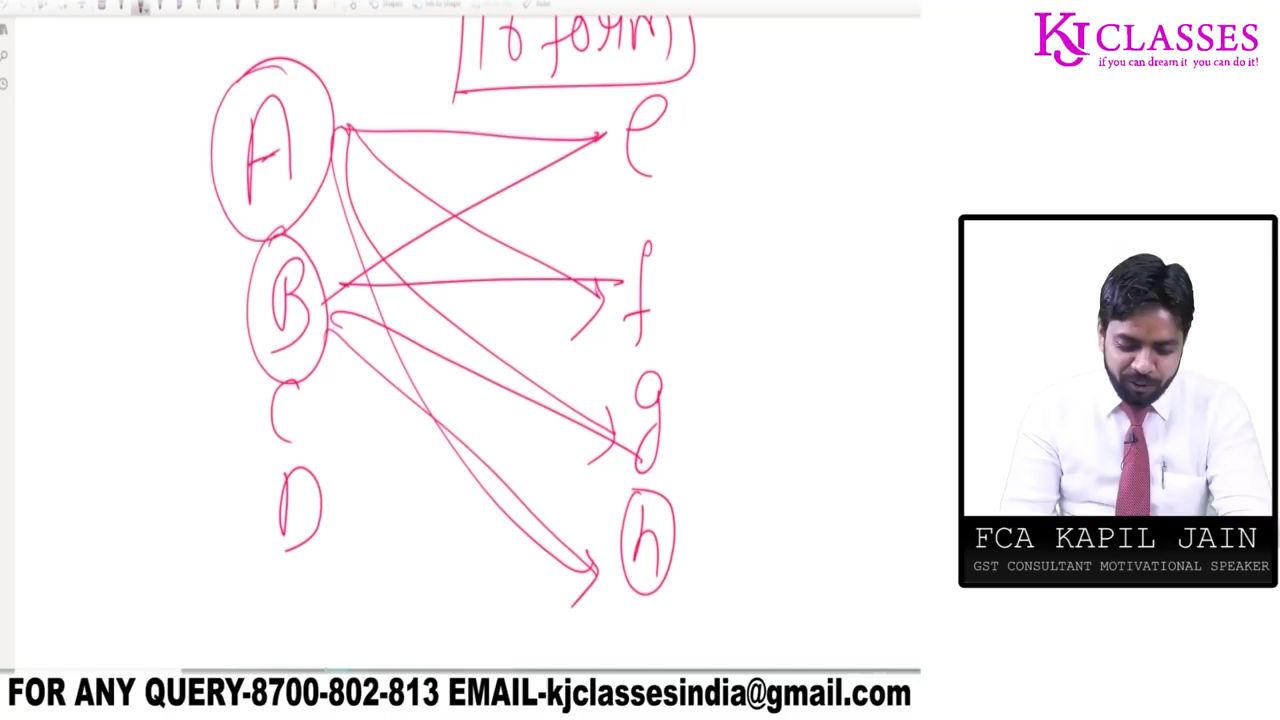 KJ CLASSES
if you can dream it you can do it!
16 form
A
e
B
f
C
g
D
h
FCA KAPIL JAIN
GST CONSULTANT MOTIVATIONAL SPEAKER
FOR ANY QUERY-8700-802-813 EMAIL-kjclassesindia@gmail.com